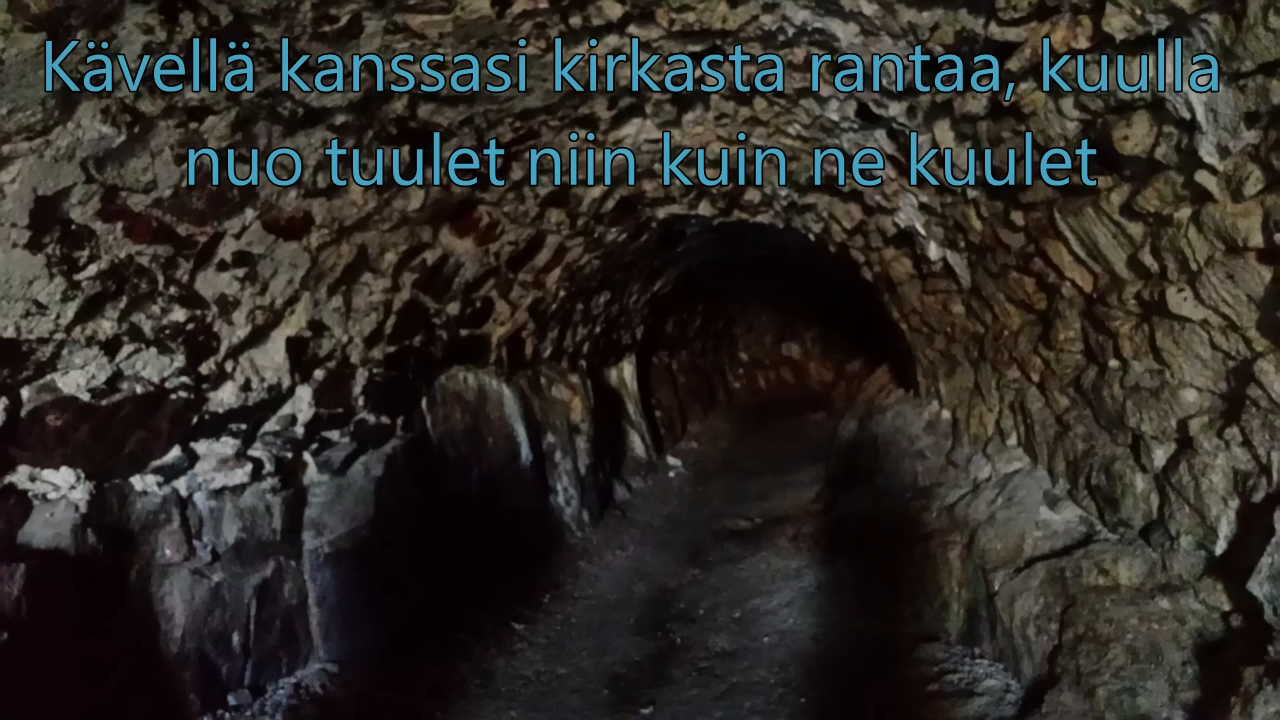 Kävellä kanssasi kirkasta rantaa, kuulla
nuo tuulet niin kuin ne kuulet